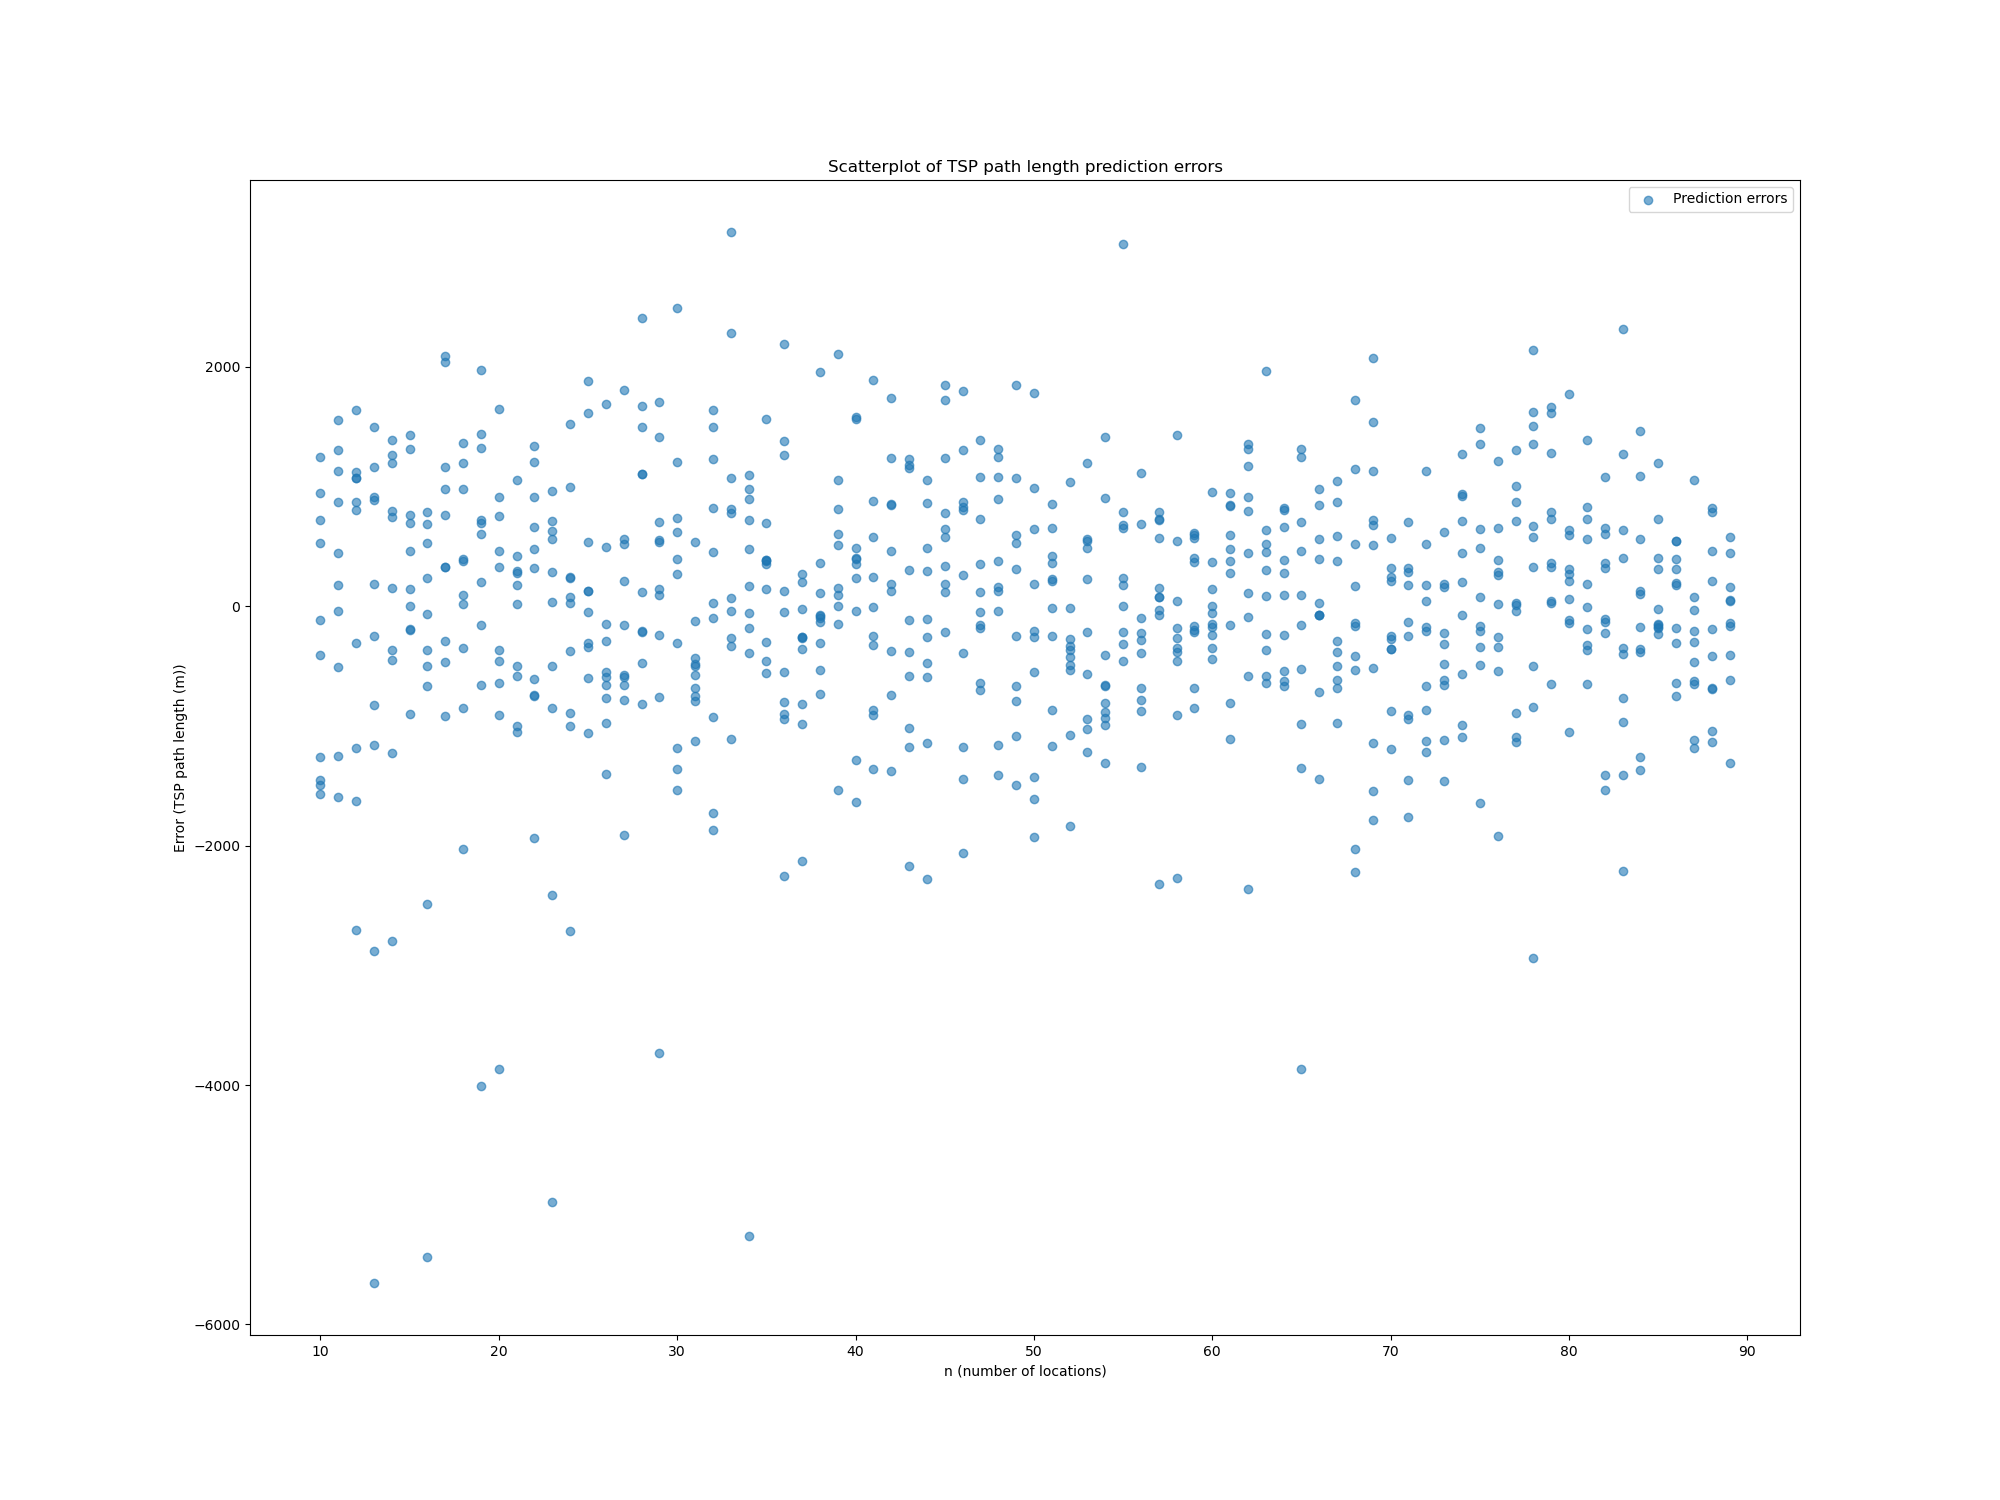 Scatterplot of TSP path length prediction errors
Prediction errors
2000
0
−2000
−4000
−6000
Error (TSP path length (m))
10 20 30 40 50 60 70 80 90
n (number of locations)